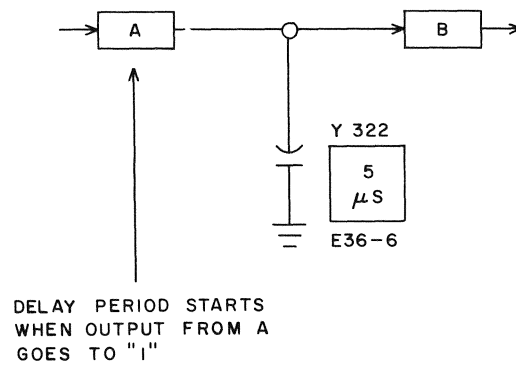 A
B
Y 322
5
μS
E36-6
DELAY PERIOD STARTS
WHEN OUTPUT FROM A
GOES TO "1"